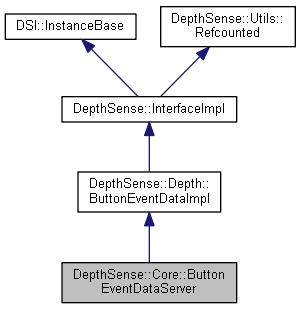 DSI::InstanceBase
DepthSense::Utils::
Refcounted
DepthSense::InterfaceImpl
DepthSense::Depth::
ButtonEventDataImpl
DepthSense::Core::Button
EventDataServer